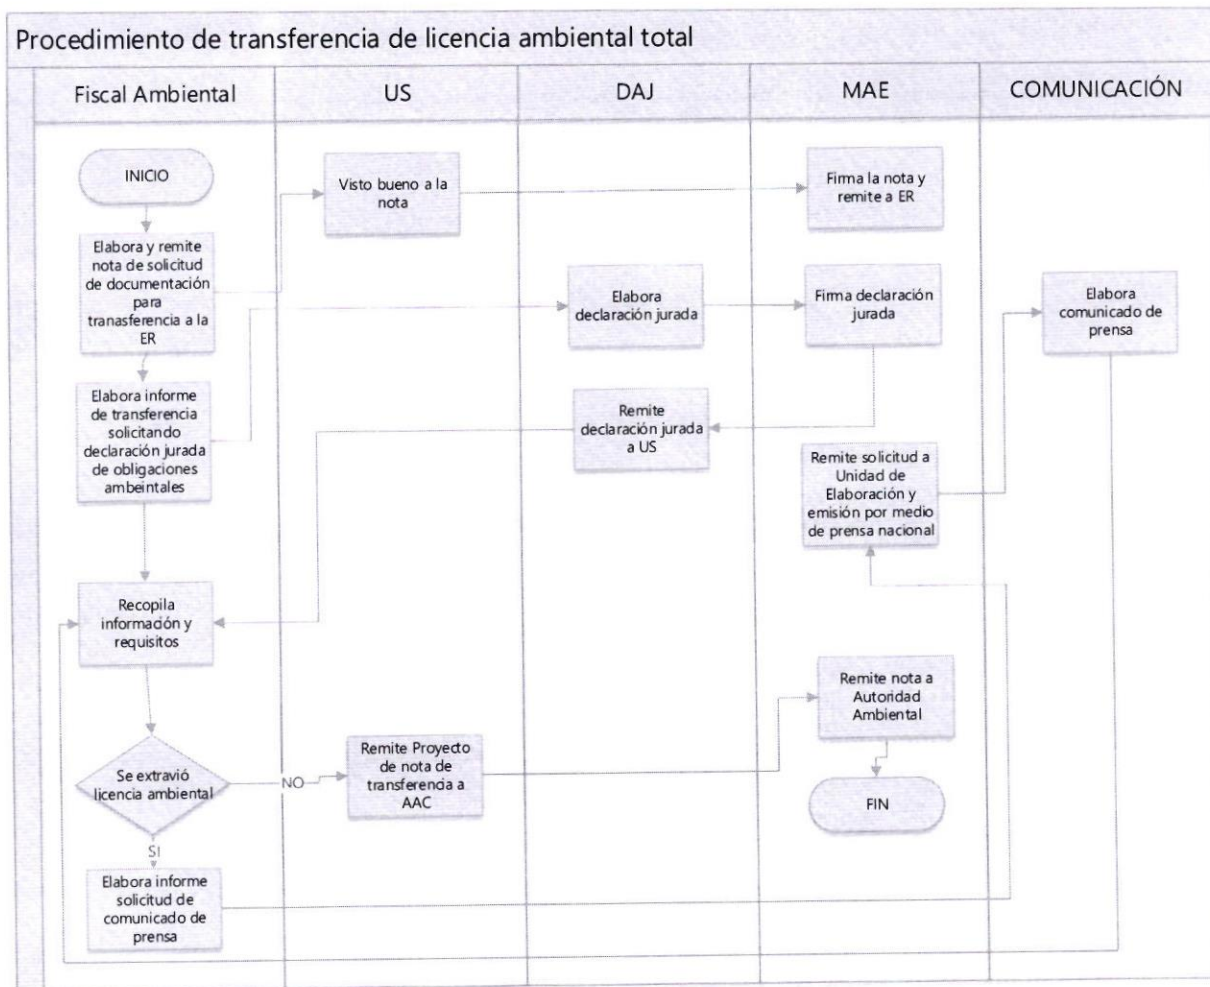 Procedimiento de transferencia de licencia ambiental total
Fiscal Ambiental
US
DAJ
MAE
COMUNICACIÓN
INICIO
Visto bueno a la
nota
Firma la nota y
remite a ER
Elabora y remite
nota de solicitud
de documentación
para
tranasferencia a la
ER
Elabora
declaración jurada
Firma declaración
jurada
Elabora
comunicado de
prensa
Elabora informe
de transferencia
solicitando
declaración jurada
de obligaciones
ambeintales
Remite
declaración jurada
a US
Remite solicitud a
Unidad de
Elaboración y
emisión por medio
de prensa nacional
Recopila
información y
requisitos
Remite nota a
Autoridad
Ambiental
Se extravió
licencia ambiental
NO
Remite Proyecto
de nota de
transferencia a
AAC
FIN
SI
Elabora informe
solicitud de
comunicado de
prensa